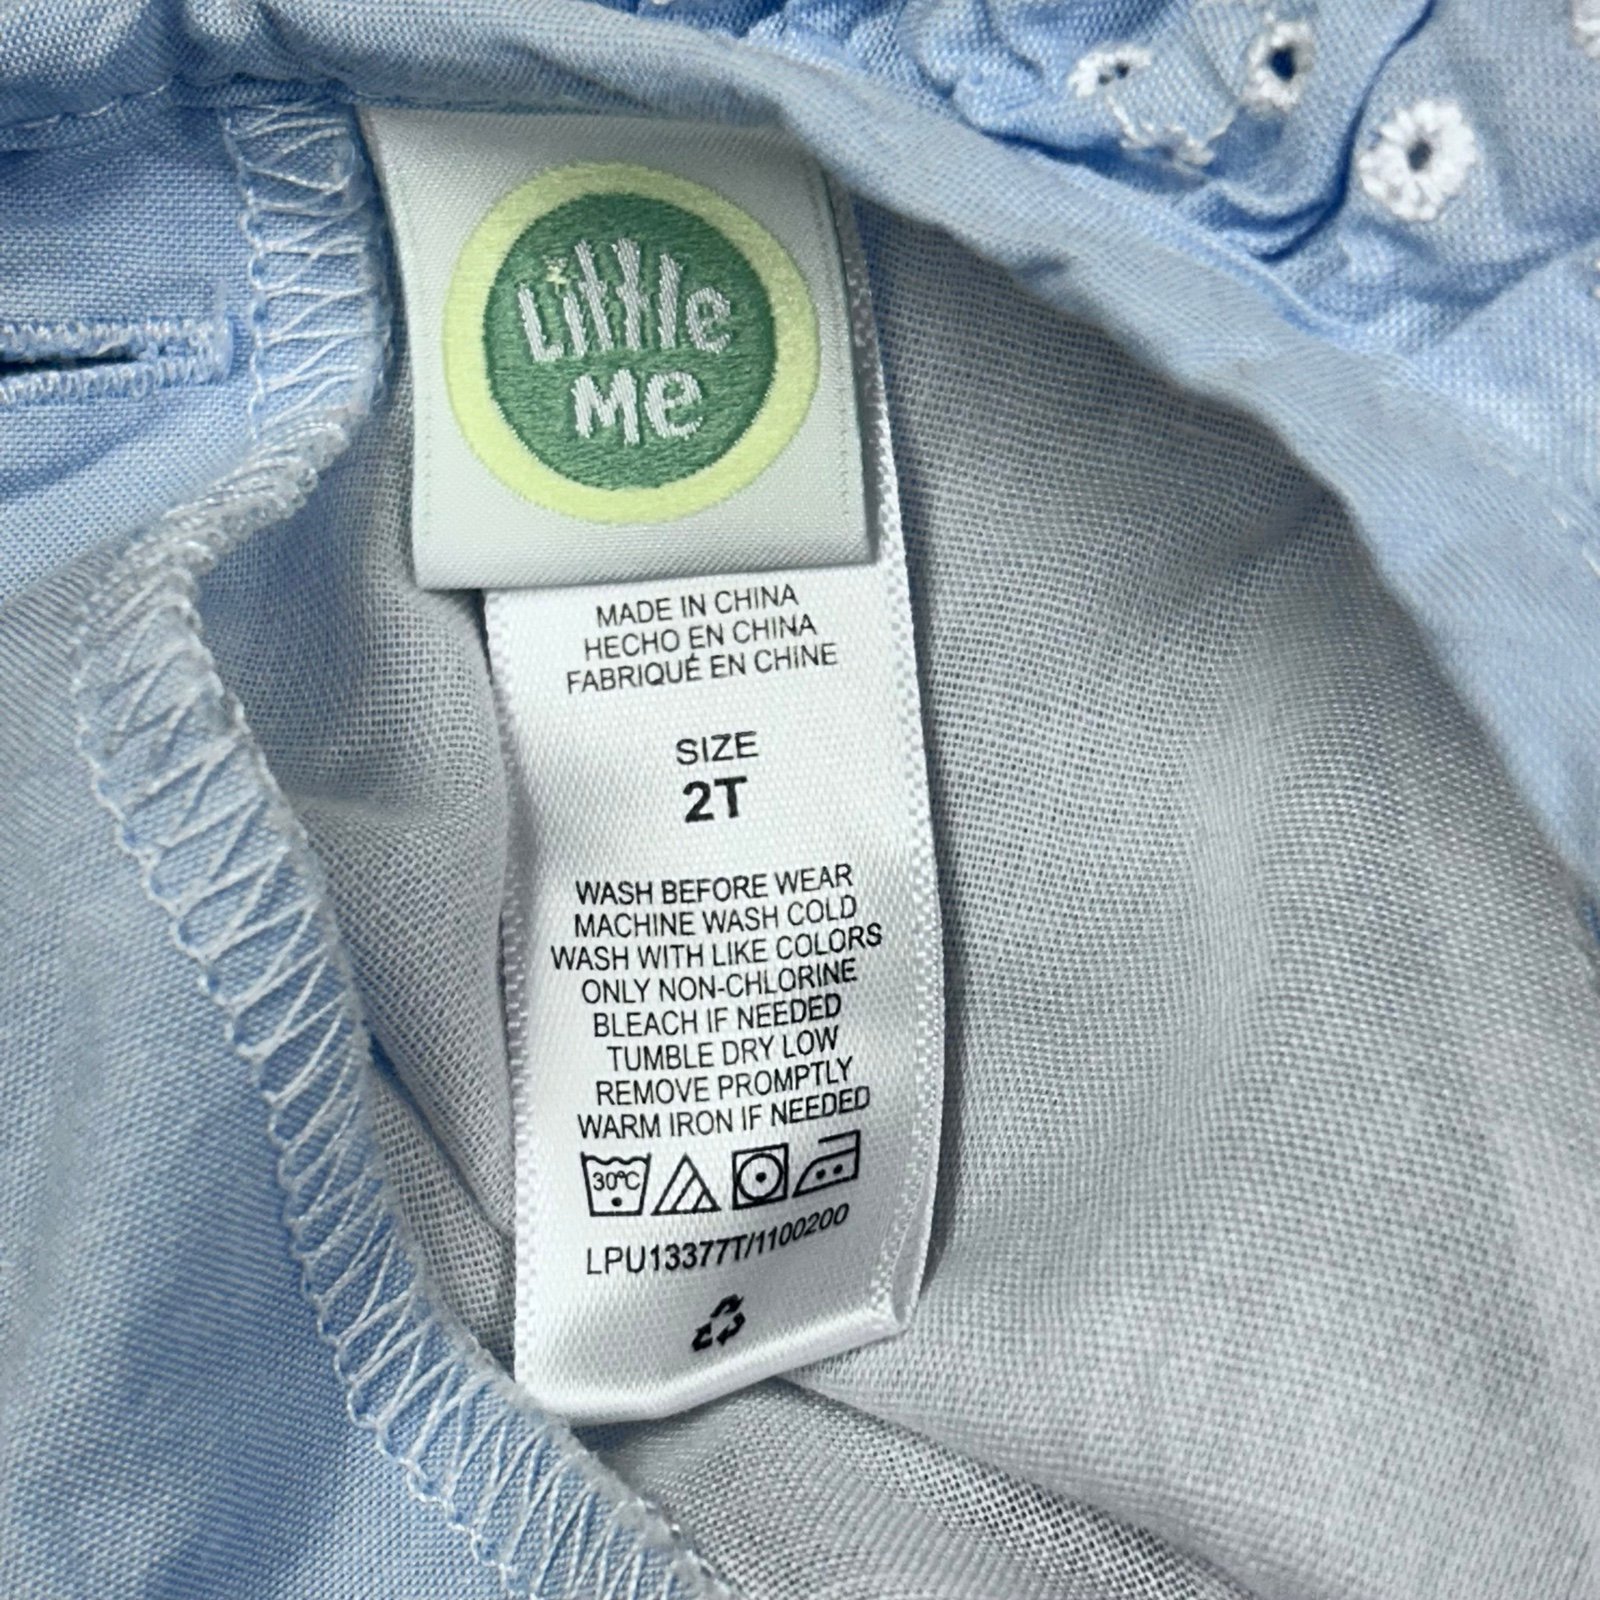 Little
Me
MADE IN CHINA
HECHO EN CHINA
FABRIQUÉ EN CHINE
SIZE
2T
WASH BEFORE WEAR
MACHINE WASH COLD
WASH WITH LIKE COLORS
ONLY NON-CHLORINE
BLEACH IF NEEDED
TUMBLE DRY LOW
REMOVE PROMPTLY
WARM IRON IF NEEDED
30°C
LPU13377T/1100200